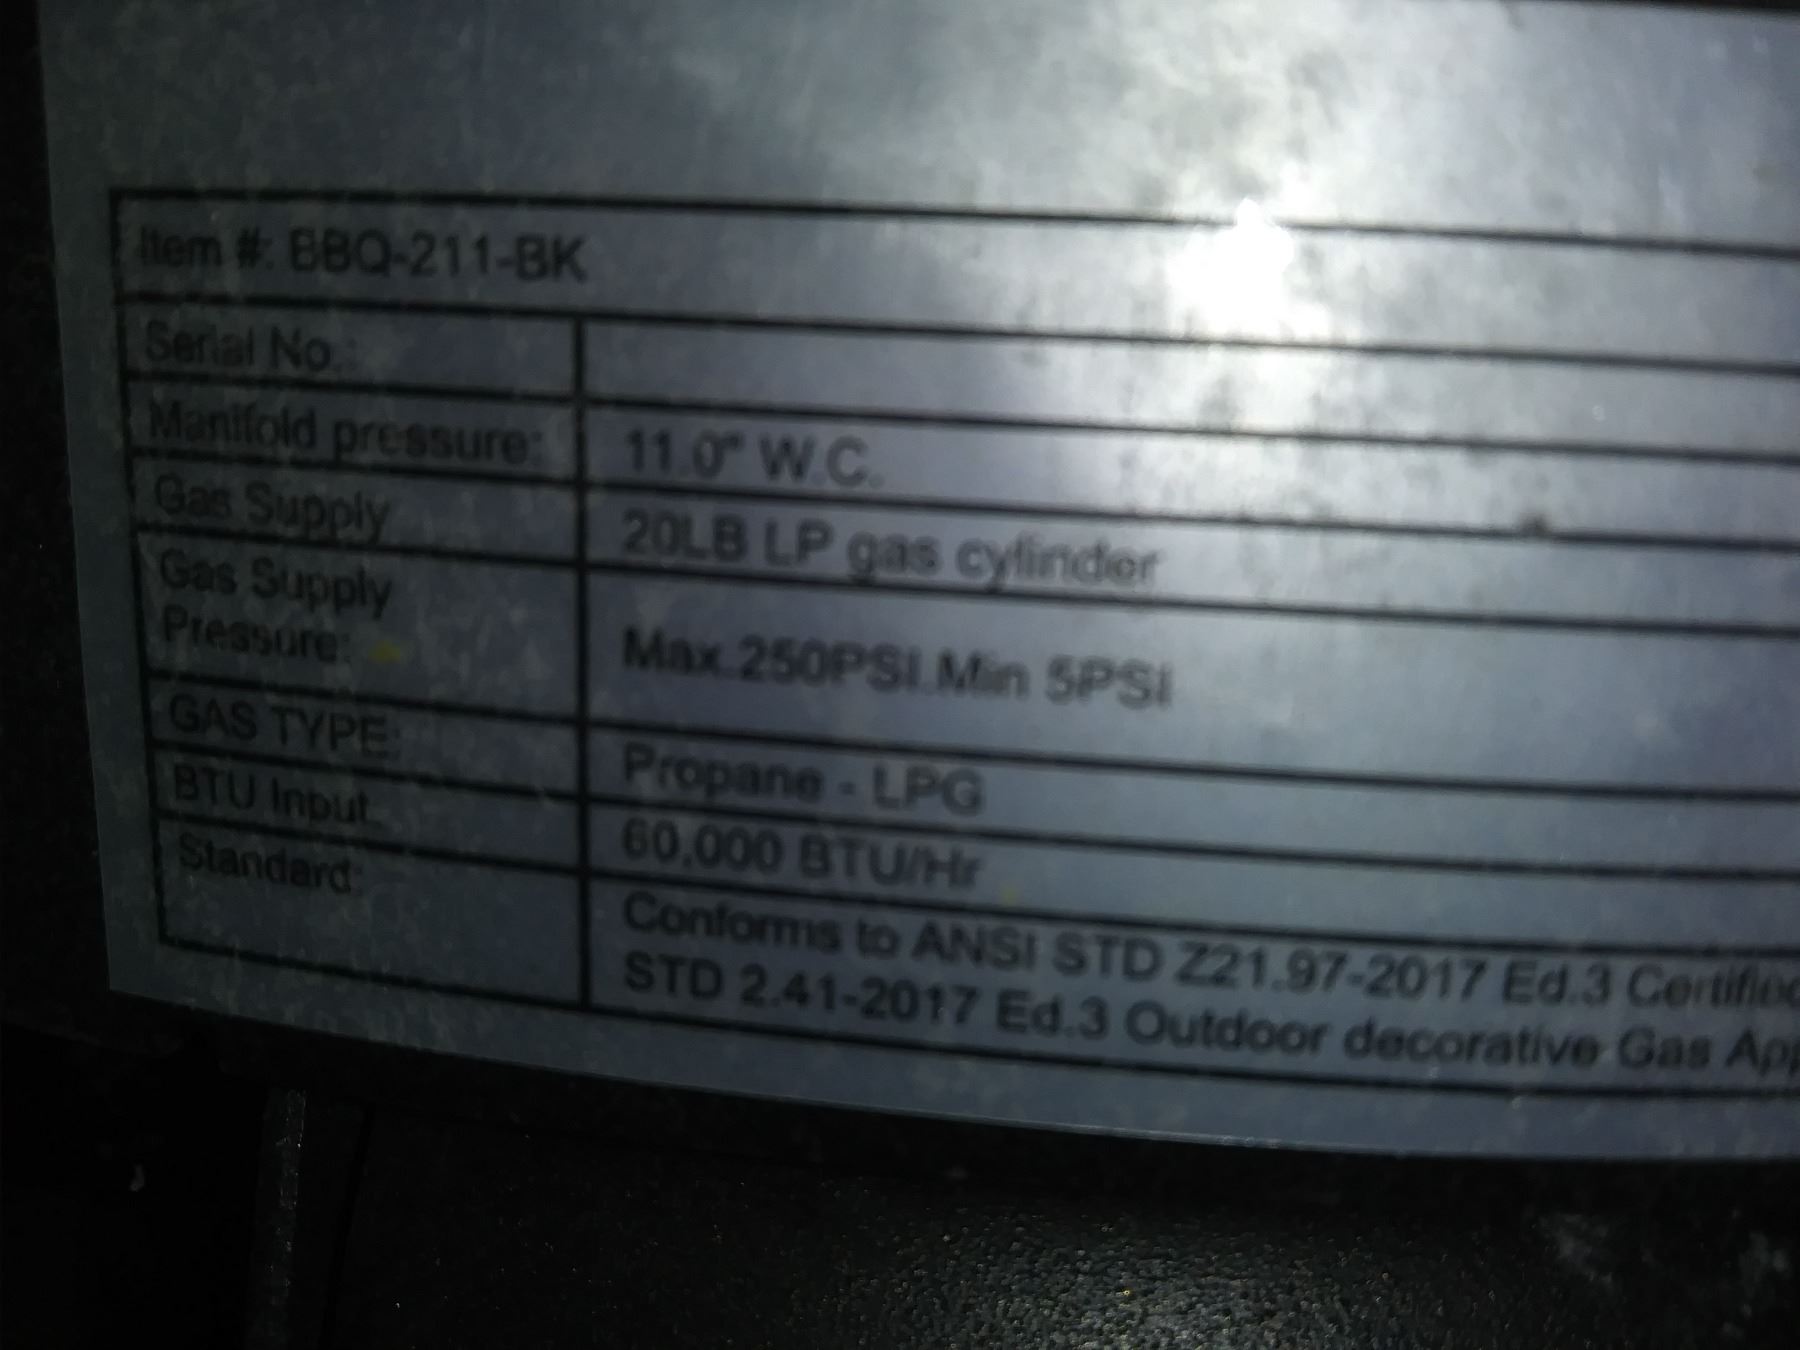 Item #: BBQ-211-BK
Serial No.:
Manifold pressure: 11.0" W.C.
Gas Supply 20LB LP gas cylinder
Gas Supply
Pressure: Max.250PSI.Min 5PSI
GAS TYPE: Propane - LPG
BTU Input 60,000 BTU/Hr
Standard: Conforms to ANSI STD Z21.97-2017 Ed.3 Certified
STD 2.41-2017 Ed.3 Outdoor decorative Gas App